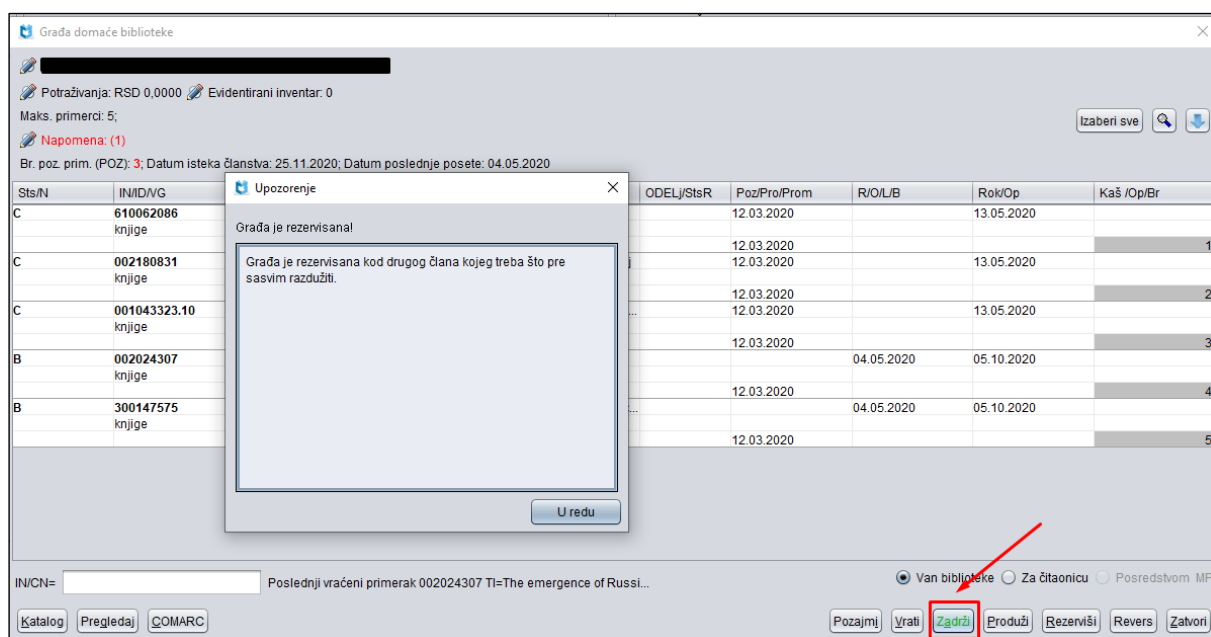 Građa domaće biblioteke
Potraživanja: RSD 0,0000 Evidentirani inventar: 0
Maks. primerci: 5;
Izaberi sve
Napomena: (1)
Br. poz. prim. (POZ): 3; Datum isteka članstva: 25.11.2020; Datum poslednje posete: 04.05.2020
Sts/N IN/ID/VG ODELj/StsR Poz/Pro/Prom R/O/L/B Rok/Op Kaš /Op/Br
Upozorenje
Građa je rezervisana!
Građa je rezervisana kod drugog člana kojeg treba što pre
sasvim razdužiti.
U redu
C 610062086 12.03.2020 13.05.2020
knjige
12.03.2020 1
C 002180831 12.03.2020 13.05.2020
knjige
12.03.2020 2
C 001043323.10 ... 12.03.2020 13.05.2020
knjige
12.03.2020 3
B 002024307 04.05.2020 05.10.2020
knjige
12.03.2020 4
B 300147575 ... 04.05.2020 05.10.2020
knjige
12.03.2020 5
IN/CN= Poslednji vraćeni primerak 002024307 TI=The emergence of Russi... Van biblioteke Za čitaonicu Posredstvom
Katalog Pregledaj COMARC Pozajmi Vrati Zadrži Produži Rezerviši Revers Zatvori